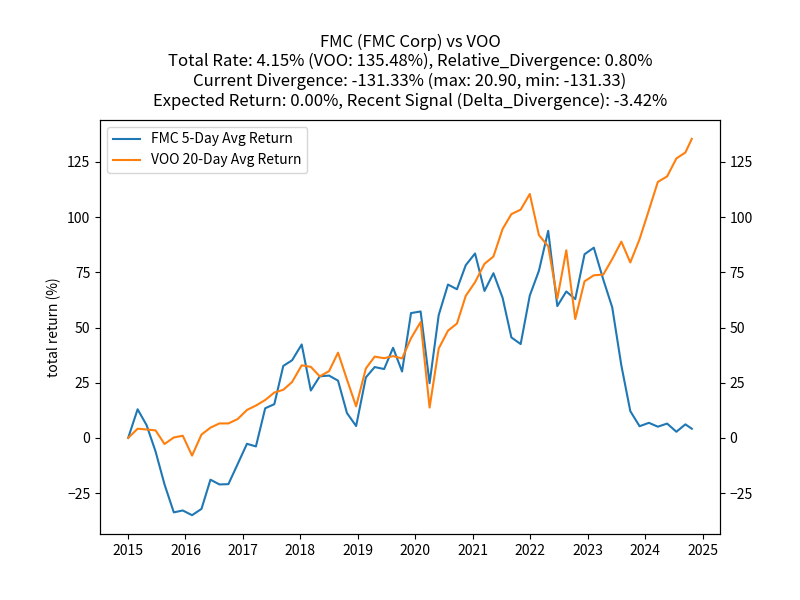 FMC (FMC Corp) vs VOO
Total Rate: 4.15% (VOO: 135.48%), Relative_Divergence: 0.80%
Current Divergence: -131.33% (max: 20.90, min: -131.33)
Expected Return: 0.00%, Recent Signal (Delta_Divergence): -3.42%
FMC 5-Day Avg Return
VOO 20-Day Avg Return
total return (%)
125
100
75
50
25
0
−25
125
100
75
50
25
0
−25
2015 2016 2017 2018 2019 2020 2021 2022 2023 2024 2025